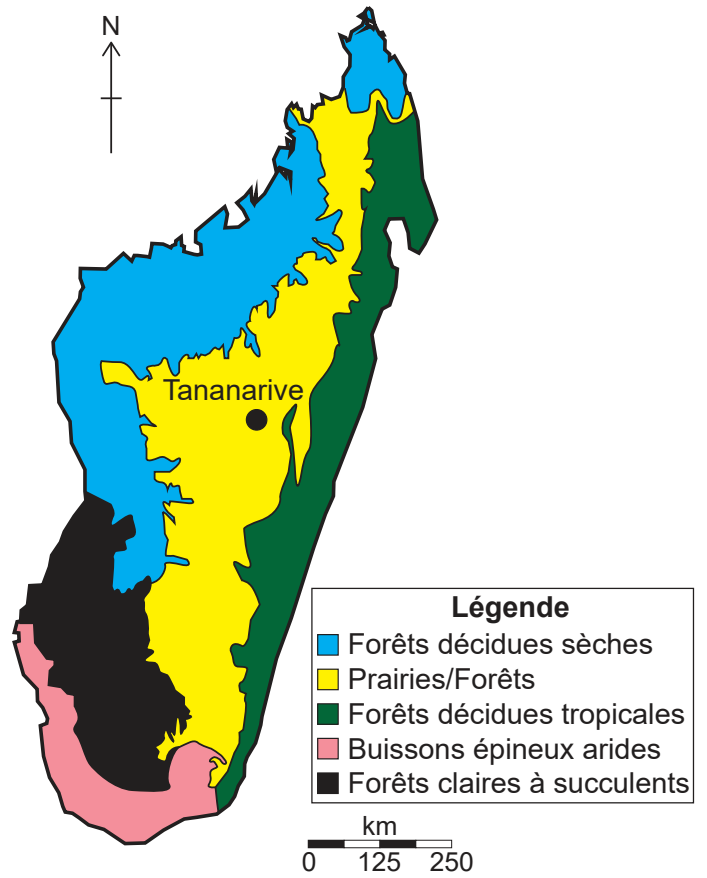 N
Tananarive
Légende
Forêts décidues sèches
Prairies/Forêts
Forêts décidues tropicales
Buissons épineux arides
Forêts claires à succulents
km
0 125 250